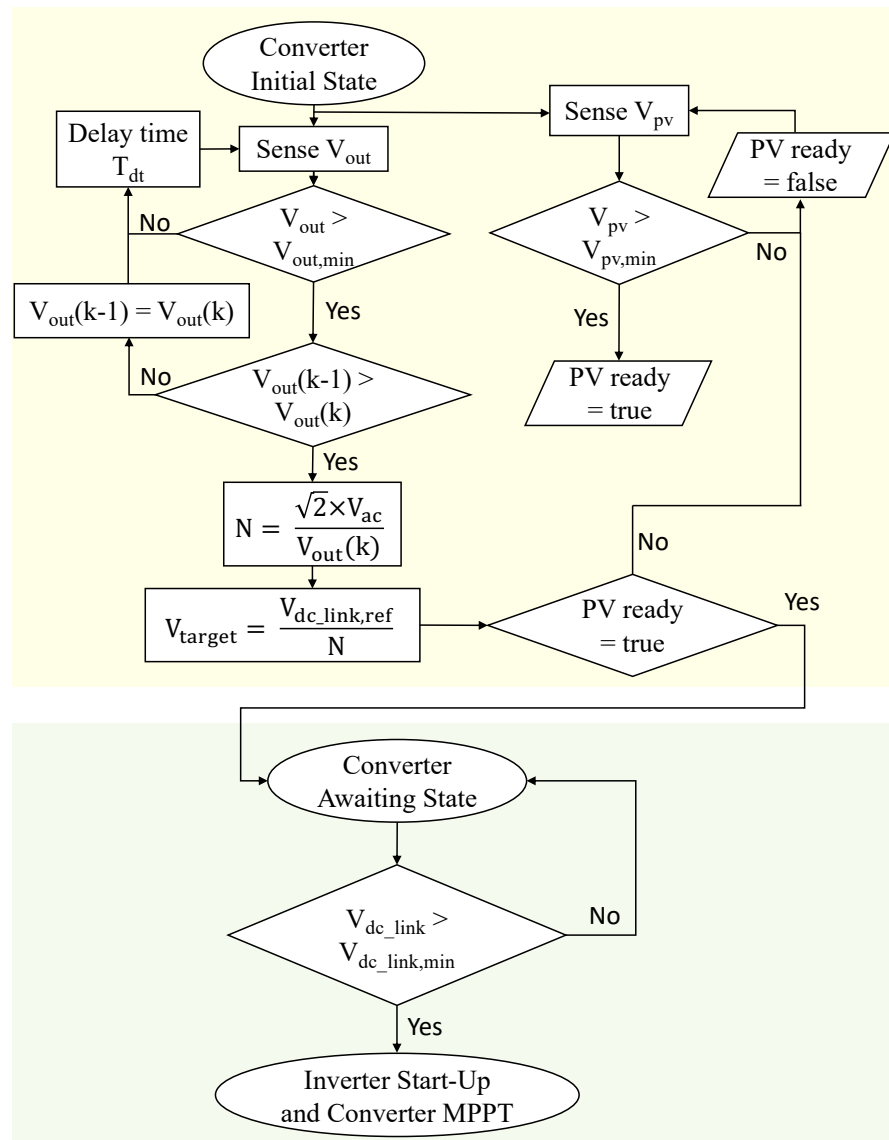 Converter
Initial State
Sense V_pv
Delay time
T_dt
Sense V_out
PV ready
= false
V_out >
V_out,min
No
V_pv >
V_pv,min
No
V_out(k-1) = V_out(k)
Yes
Yes
No
V_out(k-1) >
V_out(k)
PV ready
= true
Yes
N = √2×V_ac / V_out(k)
No
V_target = V_dc_link,ref / N
PV ready
= true
Yes
Converter
Awaiting State
V_dc_link >
V_dc_link,min
No
Yes
Inverter Start-Up
and Converter MPPT